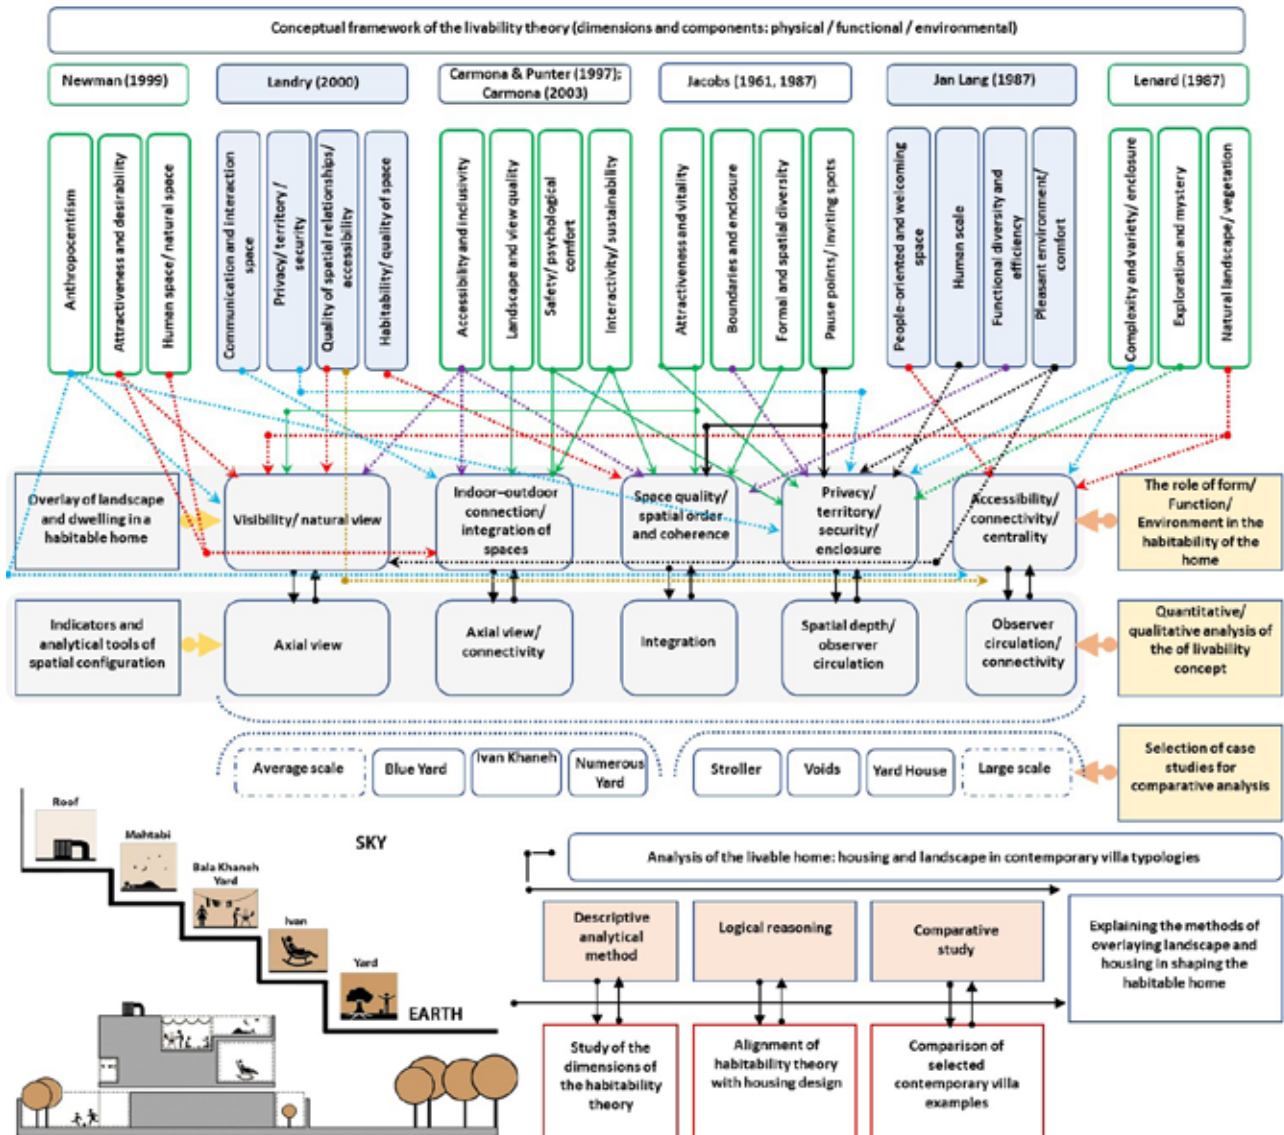 Conceptual framework of the livability theory (dimensions and components: physical / functional / environmental)
Newman (1999)
Landry (2000)
Carmona & Punter (1997);
Carmona (2003)
Jacobs (1961, 1987)
Jan Lang (1987)
Lenard (1987)
Anthropocentrism
Attractiveness and desirability
Human space/ natural space
Communication and interaction
space
Privacy/ territory /
security
Quality of spatial relationships/
accessibility
Habitability/ quality of space
Accessibility and inclusivity
Landscape and view quality
Safety/ psychological
comfort
Interactivity/ sustainability
Attractiveness and vitality
Boundaries and enclosure
Formal and spatial diversity
Pause points/ inviting spots
People-oriented and welcoming
space
Human scale
Functional diversity and
efficiency
Pleasant environment/
comfort
Complexity and variety/ enclosure
Exploration and mystery
Natural landscape/ vegetation
Overlay of landscape
and dwelling in a
habitable home
Visibility/ natural view
Indoor–outdoor
connection/
integration of
spaces
Space quality/
spatial order
and coherence
Privacy/
territory/
security/
enclosure
Accessibility/
connectivity/
centrality
The role of form/
Function/
Environment in the
habitability of the
home
Indicators and
analytical tools of
spatial configuration
Axial view
Axial view/
connectivity
Integration
Spatial depth/
observer
circulation
Observer
circulation/
connectivity
Quantitative/
qualitative analysis of
the of livability
concept
Average scale
Blue Yard
Ivan Khaneh
Numerous
Yard
Stroller
Voids
Yard House
Large scale
Selection of case
studies for
comparative analysis
Roof
Mahtabi
Bala Khaneh
Yard
Ivan
Yard
SKY
EARTH
Analysis of the livable home: housing and landscape in contemporary villa typologies
Descriptive
analytical
method
Logical reasoning
Comparative
study
Explaining the methods of
overlaying landscape and
housing in shaping the
habitable home
Study of the
dimensions of
the habitability
theory
Alignment of
habitability theory
with housing design
Comparison of
selected
contemporary villa
examples